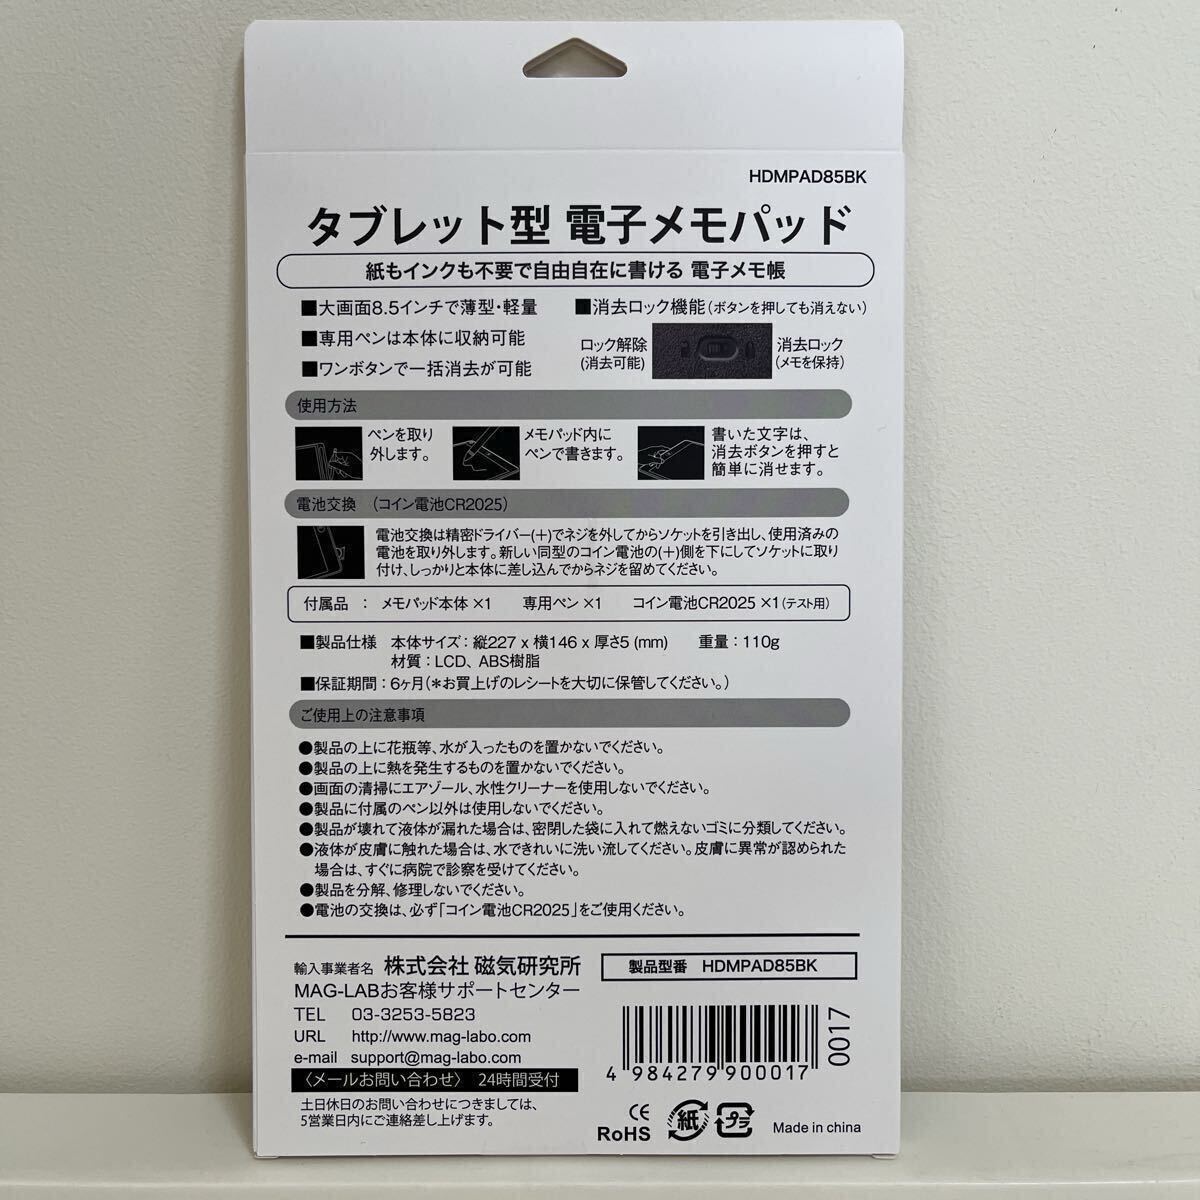 HDMPAD85BK
タブレット型 電子メモパッド
紙もインクも不要で自由自在に書ける 電子メモ帳
■大画面8.5インチで薄型・軽量
■専用ペンは本体に収納可能
■ワンボタンで一括消去が可能
■消去ロック機能(ボタンを押しても消えない)
ロック解除
(消去可能)
消去ロック
(メモを保持)
使用方法
ペンを取り
外します。
メモパッド内に
ペンで書きます。
書いた文字は、
消去ボタンを押すと
簡単に消せます。
電池交換 (コイン電池CR2025)
電池交換は精密ドライバー(+)でネジを外してからソケットを引き出し、使用済みの
電池を取り外します。新しい同型のコイン電池の(+)側を下にしてソケットに取り
付け、しっかりと本体に差し込んでからネジを留めてください。
付属品 : メモパッド本体 ×1 専用ペン ×1 コイン電池CR2025 ×1(テスト用)
■製品仕様 本体サイズ:縦227 x 横146 x 厚さ5 (mm) 重量:110g
材質:LCD、ABS樹脂
■保証期間:6ヶ月(*お買上げのレシートを大切に保管してください。)
ご使用上の注意事項
●製品の上に花瓶等、水が入ったものを置かないでください。
●製品の上に熱を発生するものを置かないでください。
●画面の清掃にエアゾール、水性クリーナーを使用しないでください。
●製品に付属のペン以外は使用しないでください。
●製品が壊れて液体が漏れた場合は、密閉した袋に入れて燃えないゴミに分類してください。
●液体が皮膚に触れた場合は、水できれいに洗い流してください。皮膚に異常が認められた
場合は、すぐに病院で診察を受けてください。
●製品を分解、修理しないでください。
●電池の交換は、必ず「コイン電池CR2025」をご使用ください。
輸入事業者名 株式会社 磁気研究所
MAG-LABお客様サポートセンター
TEL 03-3253-5823
URL http://www.mag-labo.com
e-mail support@mag-labo.com
〈メールお問い合わせ〉 24時間受付
土日休日のお問い合わせにつきましては、
5営業日内にご連絡差し上げます。
製品型番 HDMPAD85BK
4 984279 900017
0017
CE
RoHS
紙
プラ
Made in china